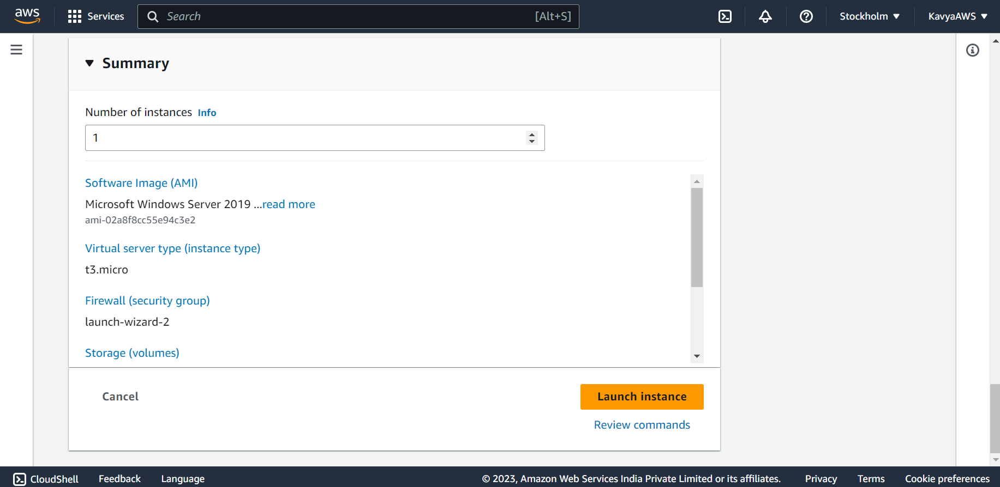 aws Services Search [Alt+S] Stockholm KavyaAWS
Summary
Number of instances Info
1
Software Image (AMI)
Microsoft Windows Server 2019 ...read more
ami-02a8f8cc55e94c3e2
Virtual server type (instance type)
t3.micro
Firewall (security group)
launch-wizard-2
Storage (volumes)
Cancel Launch instance
Review commands
CloudShell Feedback Language © 2023, Amazon Web Services India Private Limited or its affiliates. Privacy Terms Cookie preferences